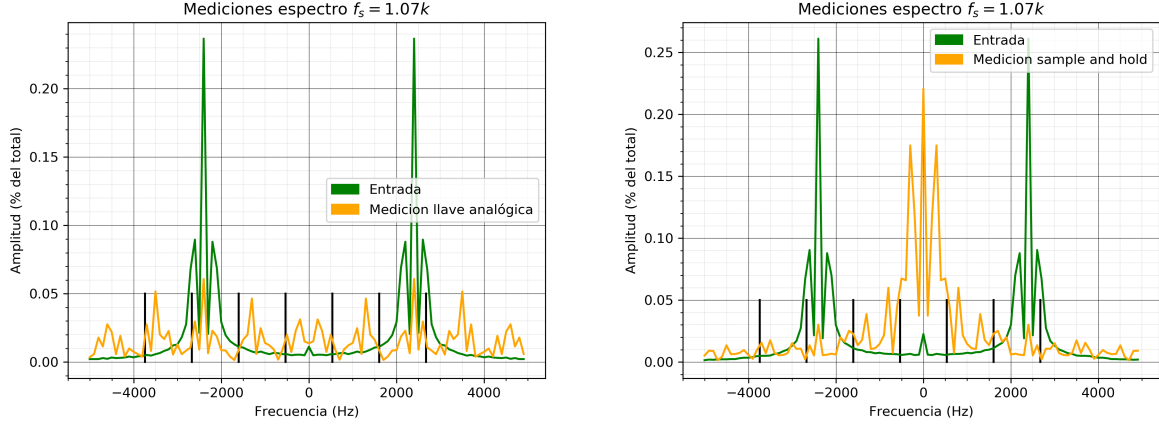 Mediciones espectro fs = 1.07k
Amplitud (% del total)
0.20
0.15
0.10
0.05
0.00
Entrada
Medicion llave analógica
−4000 −2000 0 2000 4000
Frecuencia (Hz)
Mediciones espectro fs = 1.07k
Amplitud (% del total)
0.25
0.20
0.15
0.10
0.05
0.00
Entrada
Medicion sample and hold
−4000 −2000 0 2000 4000
Frecuencia (Hz)